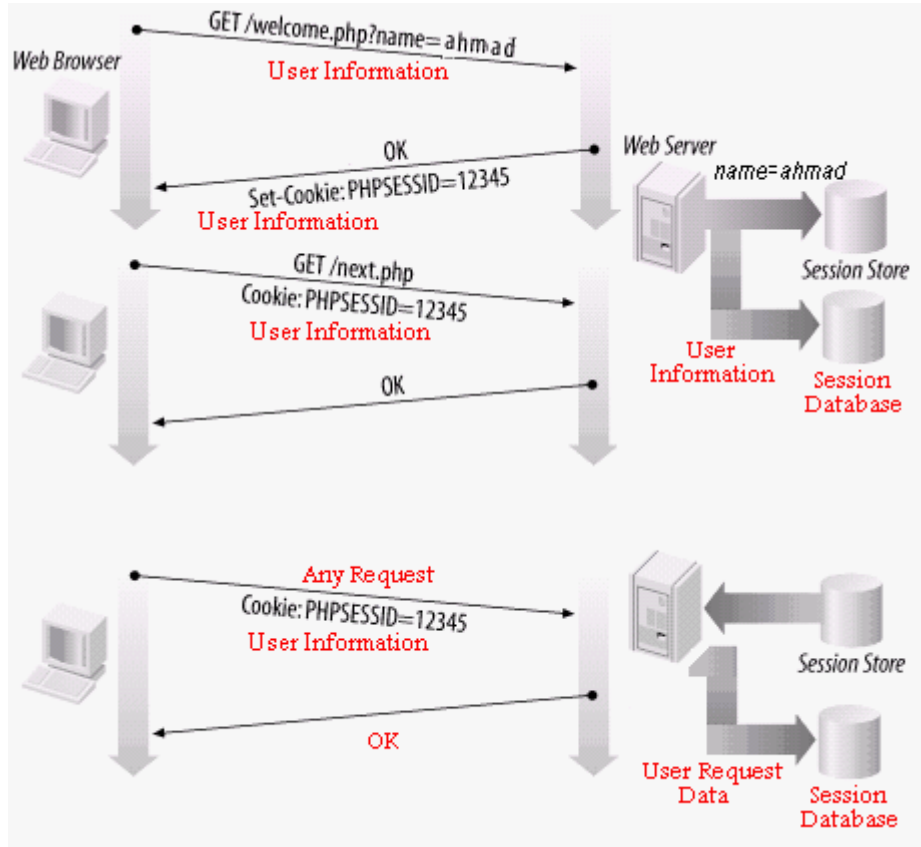 GET /welcome.php?name=ahmad
User Information
Web Browser
OK
Set-Cookie: PHPSESSID=12345
User Information
Web Server
name=ahmad
Session Store
GET /next.php
Cookie: PHPSESSID=12345
User Information
OK
User
Information
Session
Database
Any Request
Cookie: PHPSESSID=12345
User Information
Session Store
OK
User Request
Data
Session
Database